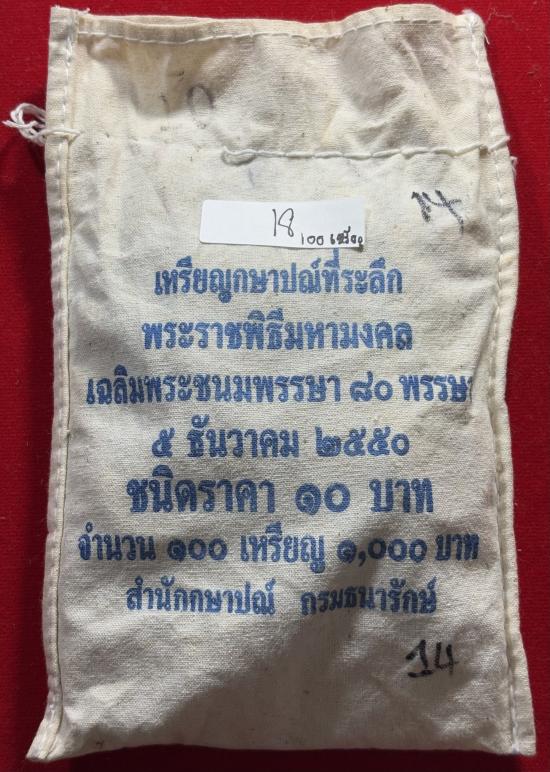 14
18
100 เหรียญ
เหรียญกษาปณ์ที่ระลึก
พระราชพิธีมหามงคล
เฉลิมพระชนมพรรษา ๘๐ พรรษา
๕ ธันวาคม ๒๕๕๐
ชนิดราคา ๑๐ บาท
จำนวน ๑๐๐ เหรียญ ๑,๐๐๐ บาท
สำนักกษาปณ์ กรมธนารักษ์
14